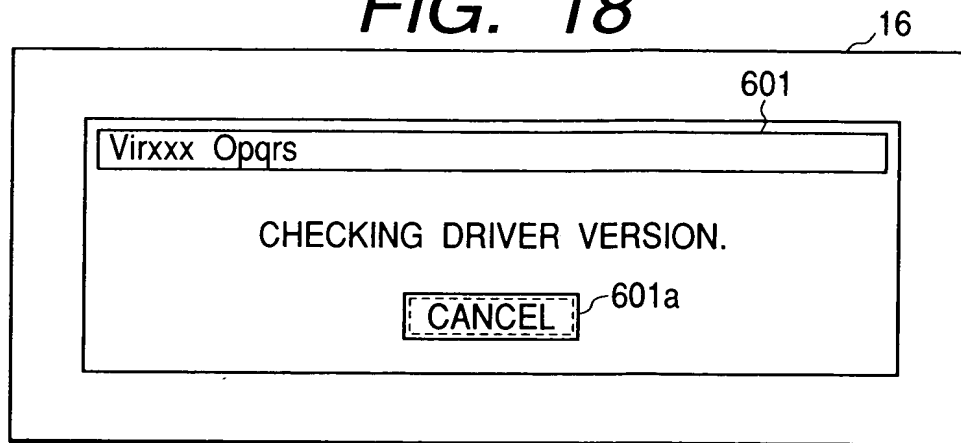 FIG. 18
16
601
Virxxx Opqrs
CHECKING DRIVER VERSION.
CANCEL 601a